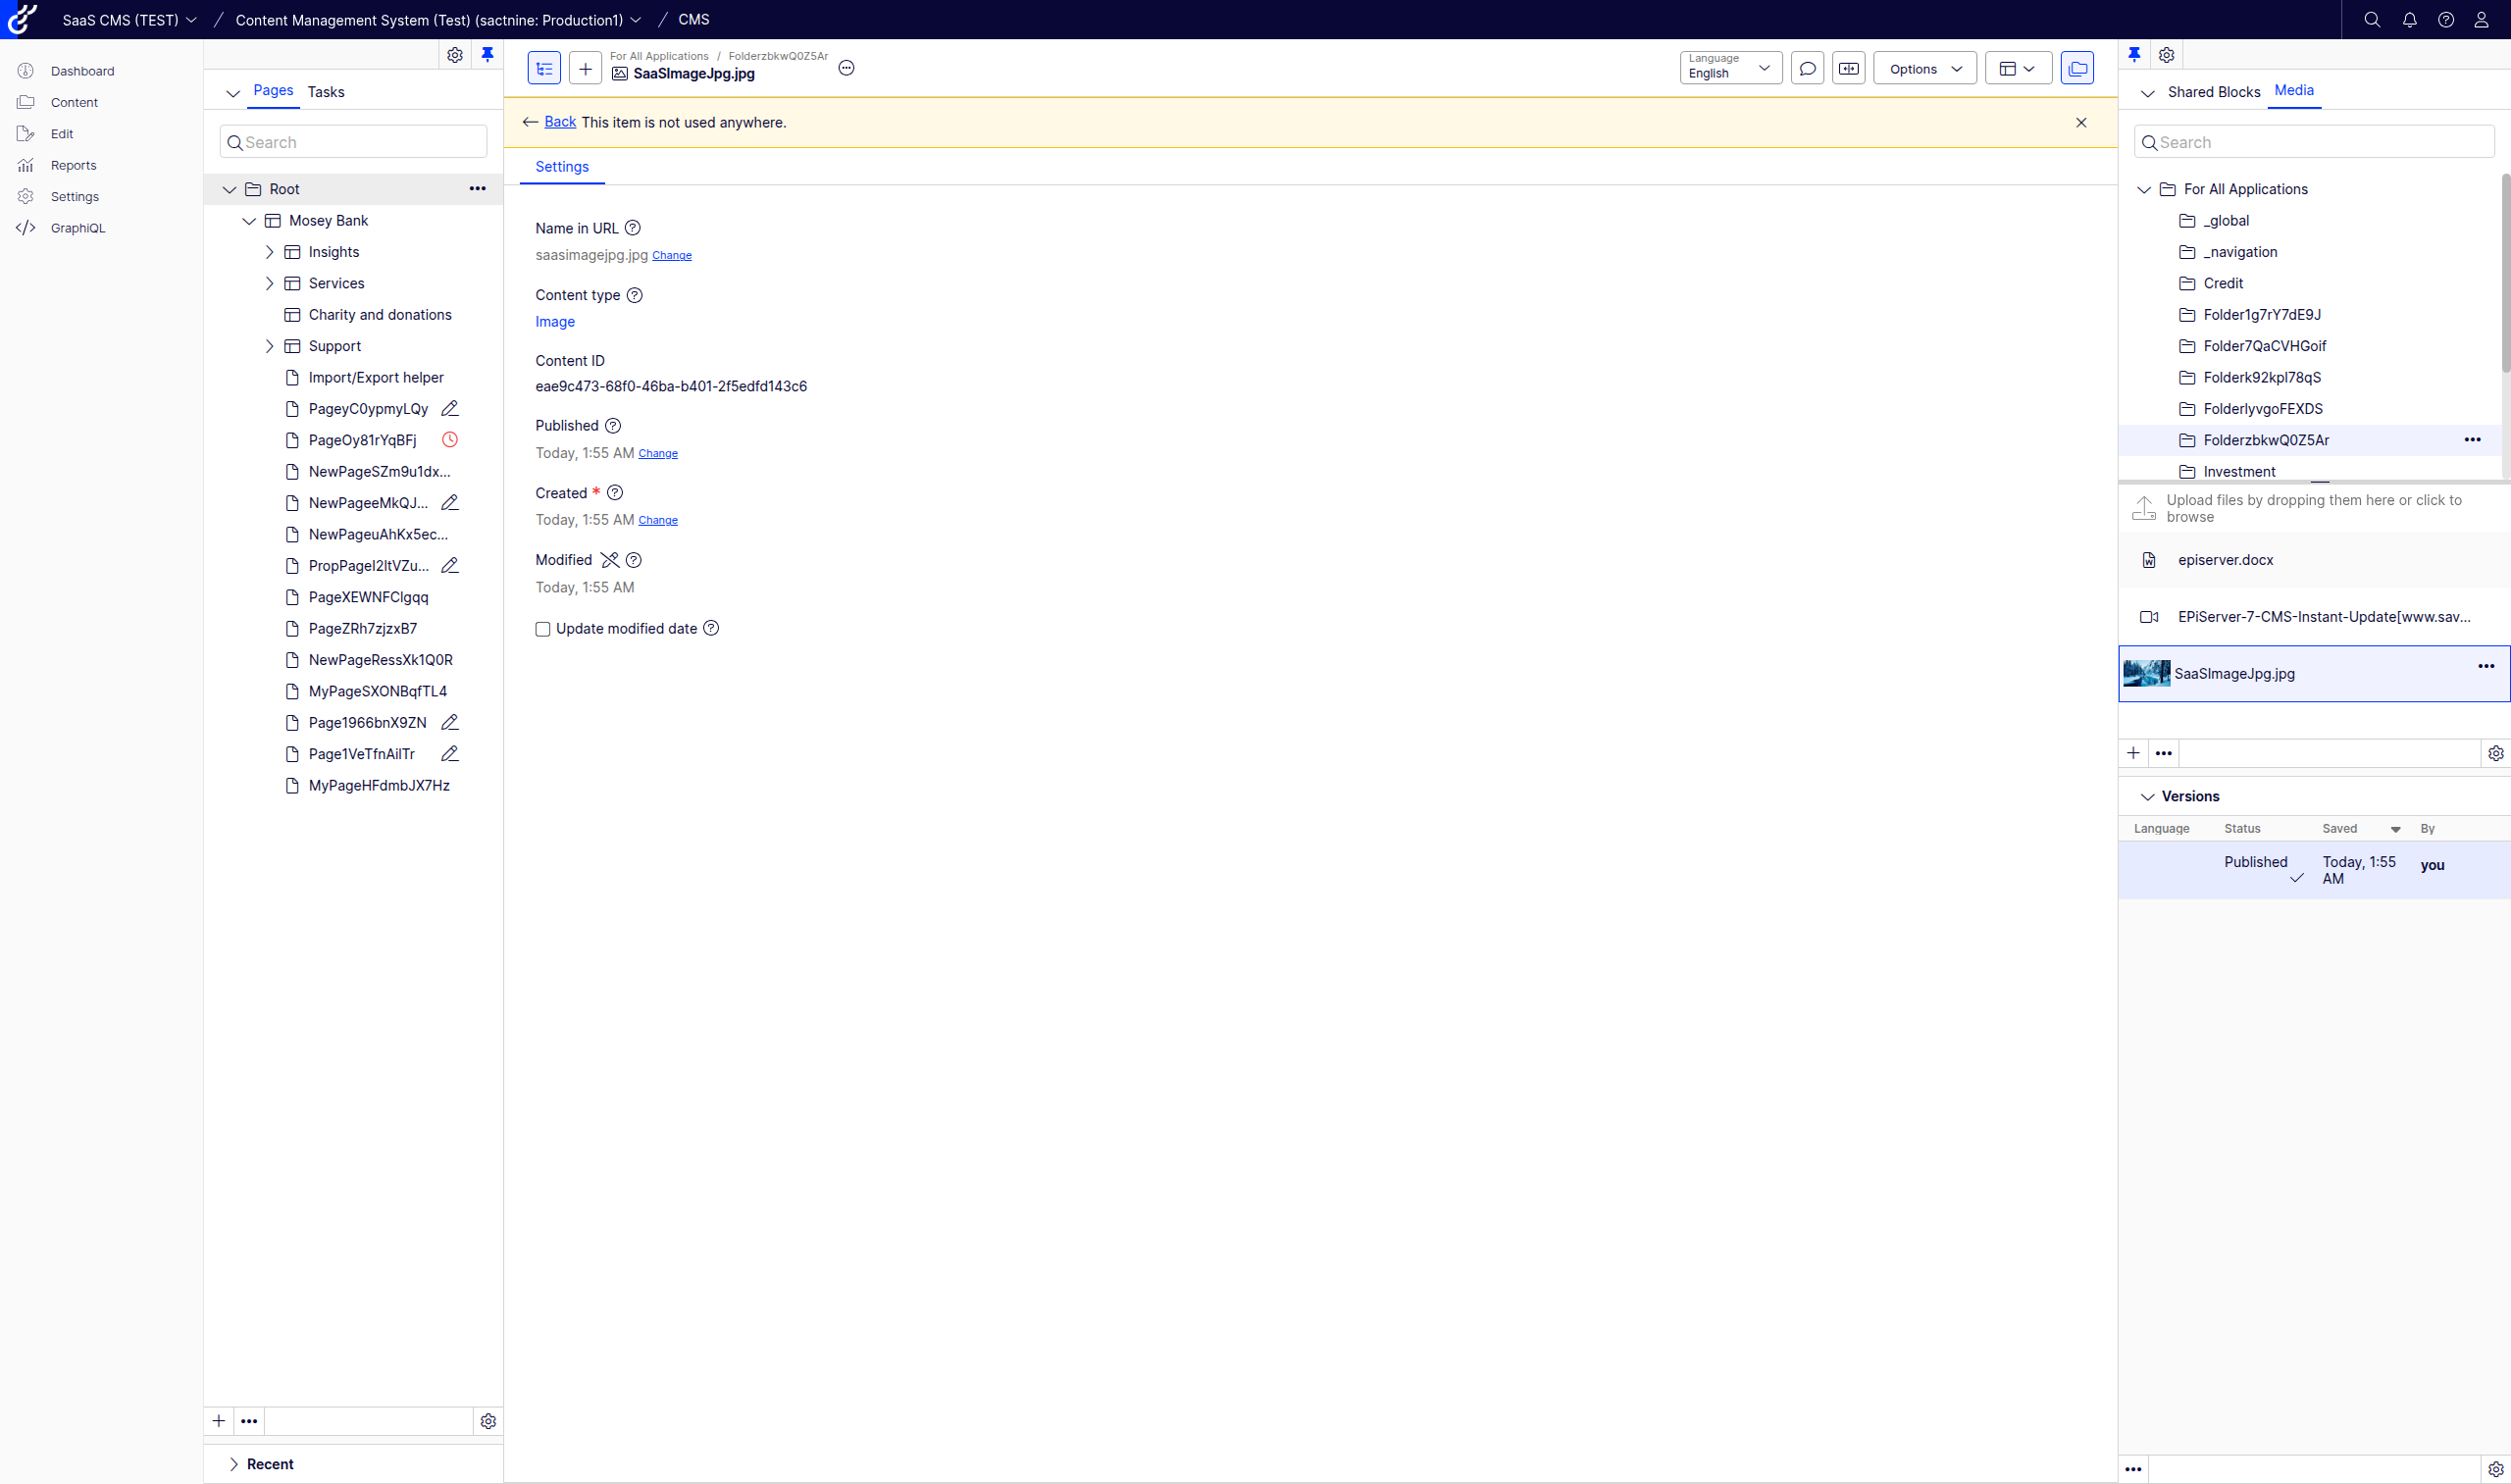 SaaS CMS (TEST) / Content Management System (Test) (sactnine: Production1) / CMS
Dashboard
Content
Edit
Reports
Settings
GraphiQL
Pages Tasks
Search
Root
Mosey Bank
Insights
Services
Charity and donations
Support
Import/Export helper
PageyC0ypmyLQy
PageOy81rYqBFj
NewPageSZm9u1dx...
NewPageeMkQJ...
NewPageuAhKx5ec...
PropPageI2ltVZu...
PageXEWNFClgqq
PageZRh7zjzxB7
NewPageRessXk1Q0R
MyPageSXONBqfTL4
Page1966bnX9ZN
Page1VeTfnAilTr
MyPageHFdmbJX7Hz
Recent
For All Applications / FolderzbkwQ0Z5Ar
SaaSImageJpg.jpg
Language
English
Options
Back This item is not used anywhere.
Settings
Name in URL
saasimagejpg.jpg Change
Content type
Image
Content ID
eae9c473-68f0-46ba-b401-2f5edfd143c6
Published
Today, 1:55 AM Change
Created *
Today, 1:55 AM Change
Modified
Today, 1:55 AM
Update modified date
Shared Blocks Media
Search
For All Applications
_global
_navigation
Credit
Folder1g7rY7dE9J
Folder7QaCVHGoif
Folderk92kpI78qS
FolderlyvgoFEXDS
FolderzbkwQ0Z5Ar
Investment
Upload files by dropping them here or click to
browse
episerver.docx
EPiServer-7-CMS-Instant-Update[www.sav...
SaaSImageJpg.jpg
Versions
Language Status Saved By
Published Today, 1:55
AM you